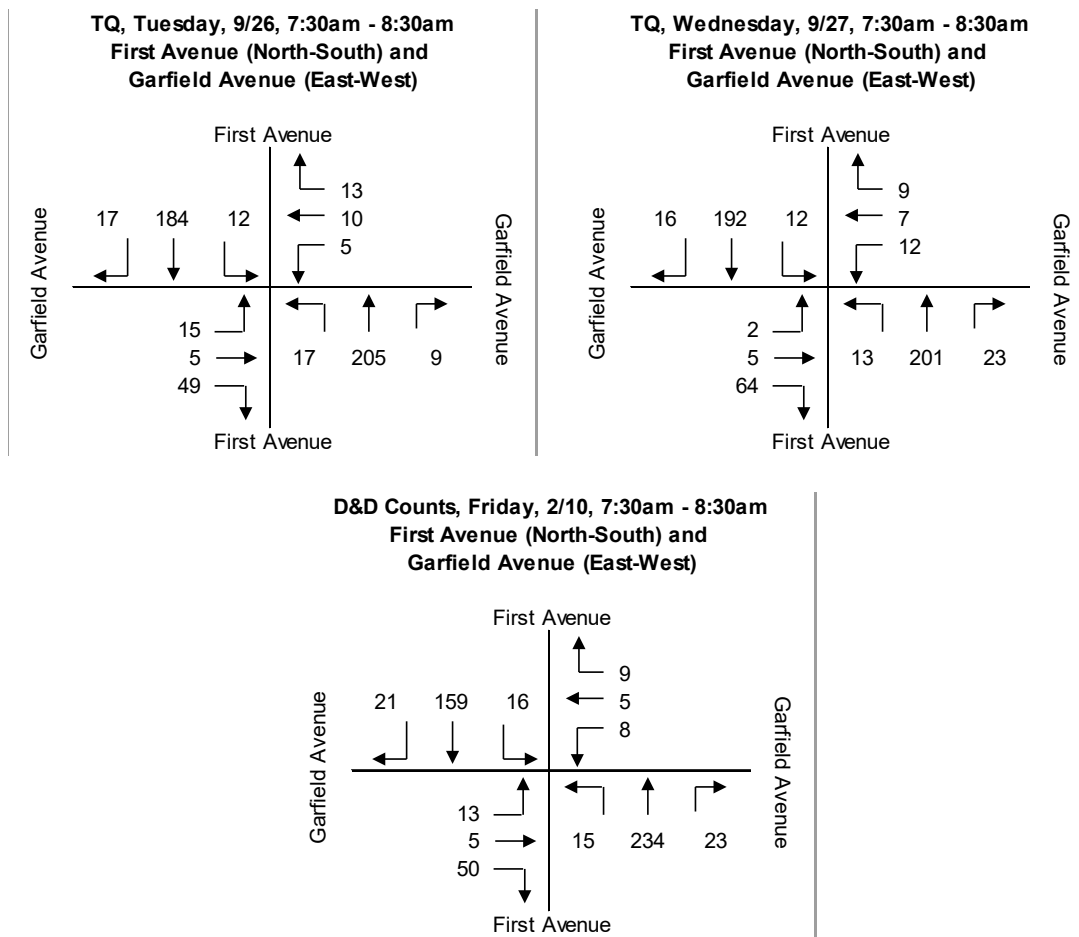 TQ, Tuesday, 9/26, 7:30am - 8:30am
First Avenue (North-South) and
Garfield Avenue (East-West)
First Avenue
13
17 184 12 10
5
Garfield Avenue
Garfield Avenue
15
5 17 205 9
49
First Avenue
TQ, Wednesday, 9/27, 7:30am - 8:30am
First Avenue (North-South) and
Garfield Avenue (East-West)
First Avenue
9
16 192 12 7
12
Garfield Avenue
Garfield Avenue
2
5 13 201 23
64
First Avenue
D&D Counts, Friday, 2/10, 7:30am - 8:30am
First Avenue (North-South) and
Garfield Avenue (East-West)
First Avenue
9
21 159 16 5
8
Garfield Avenue
Garfield Avenue
13
5 15 234 23
50
First Avenue